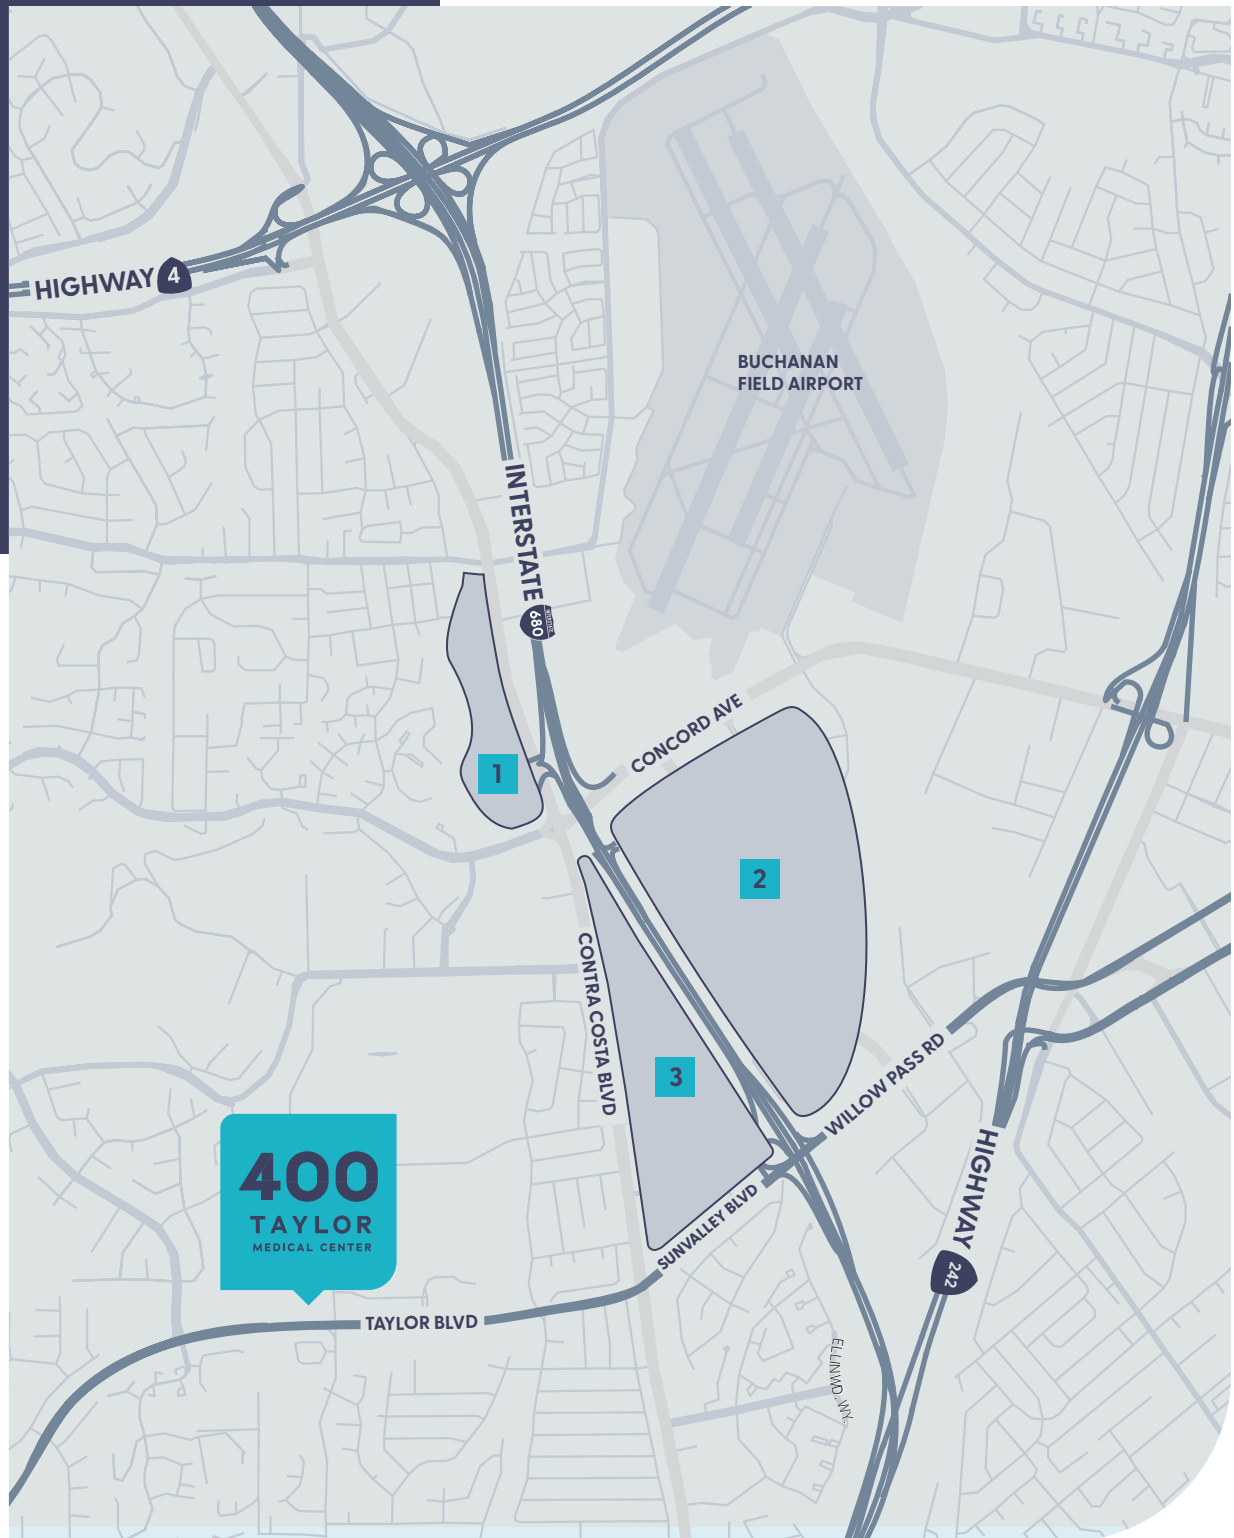 HIGHWAY 4
BUCHANAN
FIELD AIRPORT
INTERSTATE
680
CONCORD AVE
1
2
CONTRA COSTA BLVD
3
WILLOW PASS RD
SUNVALLEY BLVD
HIGHWAY
242
400
TAYLOR
MEDICAL CENTER
TAYLOR BLVD
ELLINWD. WY.